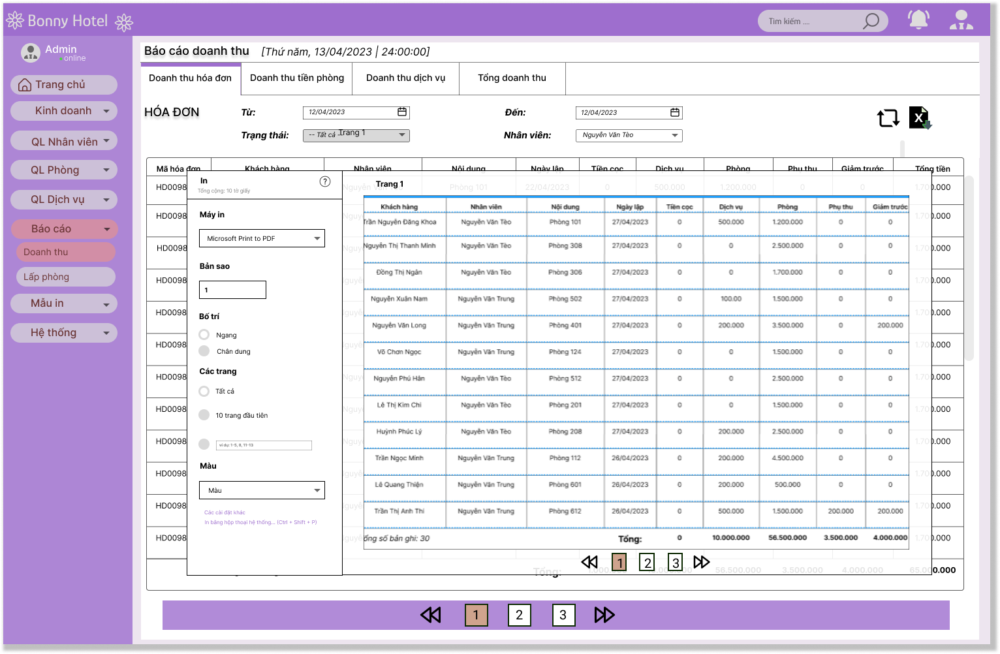 Bonny Hotel
Tìm kiếm ....
Admin
online
Trang chủ
Kinh doanh
QL Nhân viên
QL Phòng
QL Dịch vụ
Báo cáo
Doanh thu
Lấp phòng
Mẫu in
Hệ thống
Báo cáo doanh thu [Thứ năm, 13/04/2023 | 24:00:00]
Doanh thu hóa đơn Doanh thu tiền phòng Doanh thu dịch vụ Tổng doanh thu
HÓA ĐƠN Từ: 12/04/2023 Đến: 12/04/2023
X
Trạng thái: -- Tất cả -- Trang 1 Nhân viên: Nguyễn Văn Tèo
Mã hóa đơn Khách hàng Nhân viên Nội dung Ngày lập Tiền cọc Dịch vụ Phòng Phụ thu Giảm trước Tổng tiền
HD0098 Phòng 101 22/04/2023 0 500.000 1.200.000 0 0 1.700.000
HD0098 1.700.000
HD0098 1.700.000
HD0098 1.700.000
HD0098 1.700.000
HD0098 1.700.000
HD0098 1.700.000
HD0098 1.700.000
HD0098 1.700.000
HD0098 1.700.000
HD0098 1.700.000
HD0098 1.700.000
Tổng: 56.500.000 3.500.000 4.000.000 65.000.000
In
Tổng cộng: 10 tờ giấy
?
Máy in
Microsoft Print to PDF
Bản sao
1
Bố trí
Ngang
Chân dung
Các trang
Tất cả
10 trang đầu tiên
ví dụ: 1-5, 8, 11-13
Màu
Màu
Các cài đặt khác
In bằng hộp thoại hệ thống... (Ctrl + Shift + P)
Trang 1
Khách hàng Nhân viên Nội dung Ngày lập Tiền cọc Dịch vụ Phòng Phụ thu Giảm trước
Trần Nguyễn Đăng Khoa Nguyễn Văn Tèo Phòng 101 27/04/2023 0 500.000 1.200.000 0 0
Nguyễn Thị Thanh Minh Nguyễn Văn Tèo Phòng 308 27/04/2023 0 0 2.500.000 0 0
Đồng Thị Ngân Nguyễn Văn Tèo Phòng 306 27/04/2023 0 0 1.700.000 0 0
Nguyễn Xuân Nam Nguyễn Văn Trung Phòng 502 27/04/2023 0 100.00 1.500.000 0 0
Nguyễn Văn Long Nguyễn Văn Trung Phòng 401 27/04/2023 0 200.000 3.500.000 0 200.000
Võ Chơn Ngọc Nguyễn Văn Trung Phòng 124 27/04/2023 0 0 1.500.000 0 0
Nguyễn Phú Hân Nguyễn Văn Tèo Phòng 512 27/04/2023 0 0 2.500.000 0 0
Lê Thị Kim Chi Nguyễn Văn Tèo Phòng 201 27/04/2023 0 0 1.500.000 0 0
Huỳnh Phúc Lý Nguyễn Văn Tèo Phòng 208 27/04/2023 0 200.000 2.500.000 0 0
Trần Ngọc Minh Nguyễn Văn Trung Phòng 112 26/04/2023 0 200.000 4.500.000 0 0
Lê Quang Thiện Nguyễn Văn Trung Phòng 601 26/04/2023 0 200.000 500.000 0 0
Trần Thị Anh Thi Nguyễn Văn Trung Phòng 612 26/04/2023 0 500.000 1.500.000 200.000 200.000
ổng số bản ghi: 30 Tổng: 0 10.000.000 56.500.000 3.500.000 4.000.000
1 2 3
1 2 3